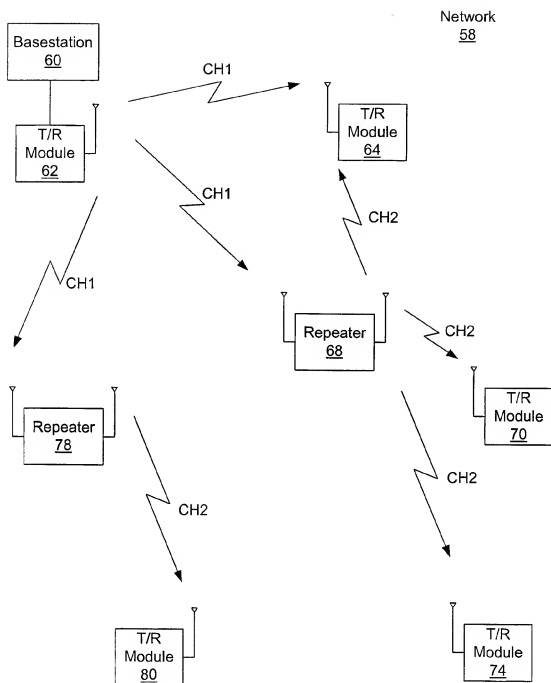 Network
58
Basestation
60
CH1
T/R
Module
62
T/R
Module
64
CH1
CH2
CH1
Repeater
68
CH2
T/R
Module
70
Repeater
78
CH2
CH2
T/R
Module
80
T/R
Module
74